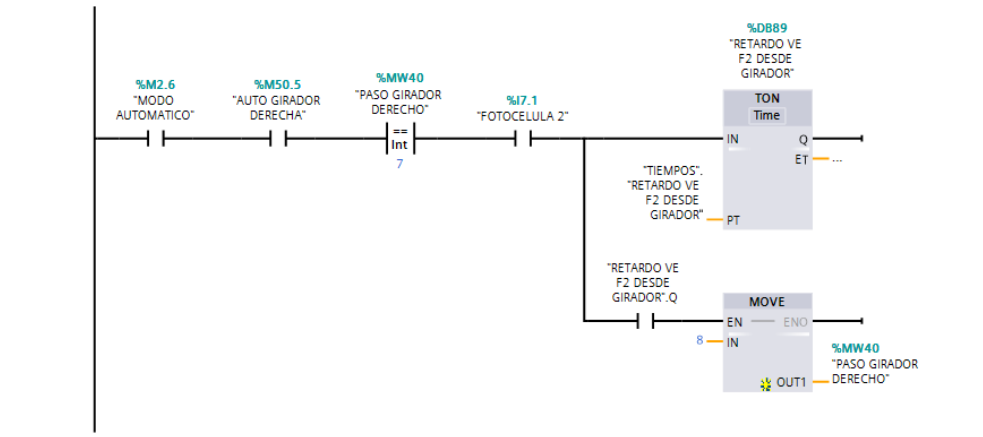 %DB89
"RETARDO VE
F2 DESDE
GIRADOR"
%M2.6
"MODO
AUTOMATICO"
%M50.5
"AUTO GIRADOR
DERECHA"
%MW40
"PASO GIRADOR
DERECHO"
==
Int
7
%I7.1
"FOTOCELULA 2"
TON
Time
IN
Q
ET
...
"TIEMPOS".
"RETARDO VE
F2 DESDE
GIRADOR"
PT
"RETARDO VE
F2 DESDE
GIRADOR".Q
MOVE
EN
ENO
8
IN
OUT1
%MW40
"PASO GIRADOR
DERECHO"